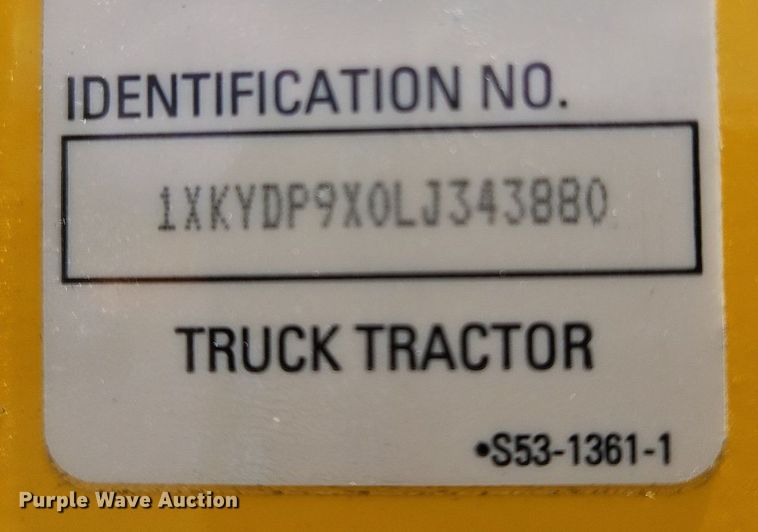 IDENTIFICATION NO.
1XKYDP9X0LJ343880
TRUCK TRACTOR
•S53-1361-1
Purple Wave Auction